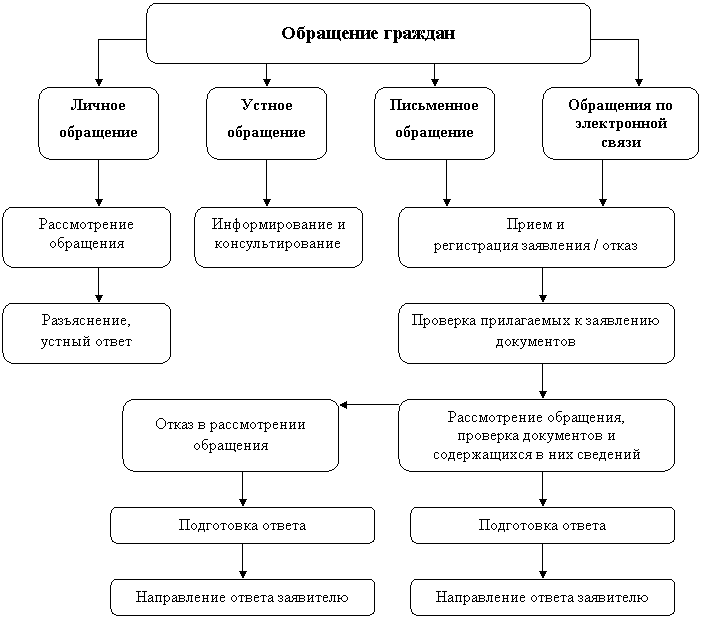 Обращение граждан
Личное
обращение
Устное
обращение
Письменное
обращение
Обращения по
электронной
связи
Рассмотрение
обращения
Информирование и
консультирование
Прием и
регистрация заявления / отказ
Разъяснение,
устный ответ
Проверка прилагаемых к заявлению
документов
Отказ в рассмотрении
обращения
Рассмотрение обращения,
проверка документов и
содержащихся в них сведений
Подготовка ответа
Подготовка ответа
Направление ответа заявителю
Направление ответа заявителю